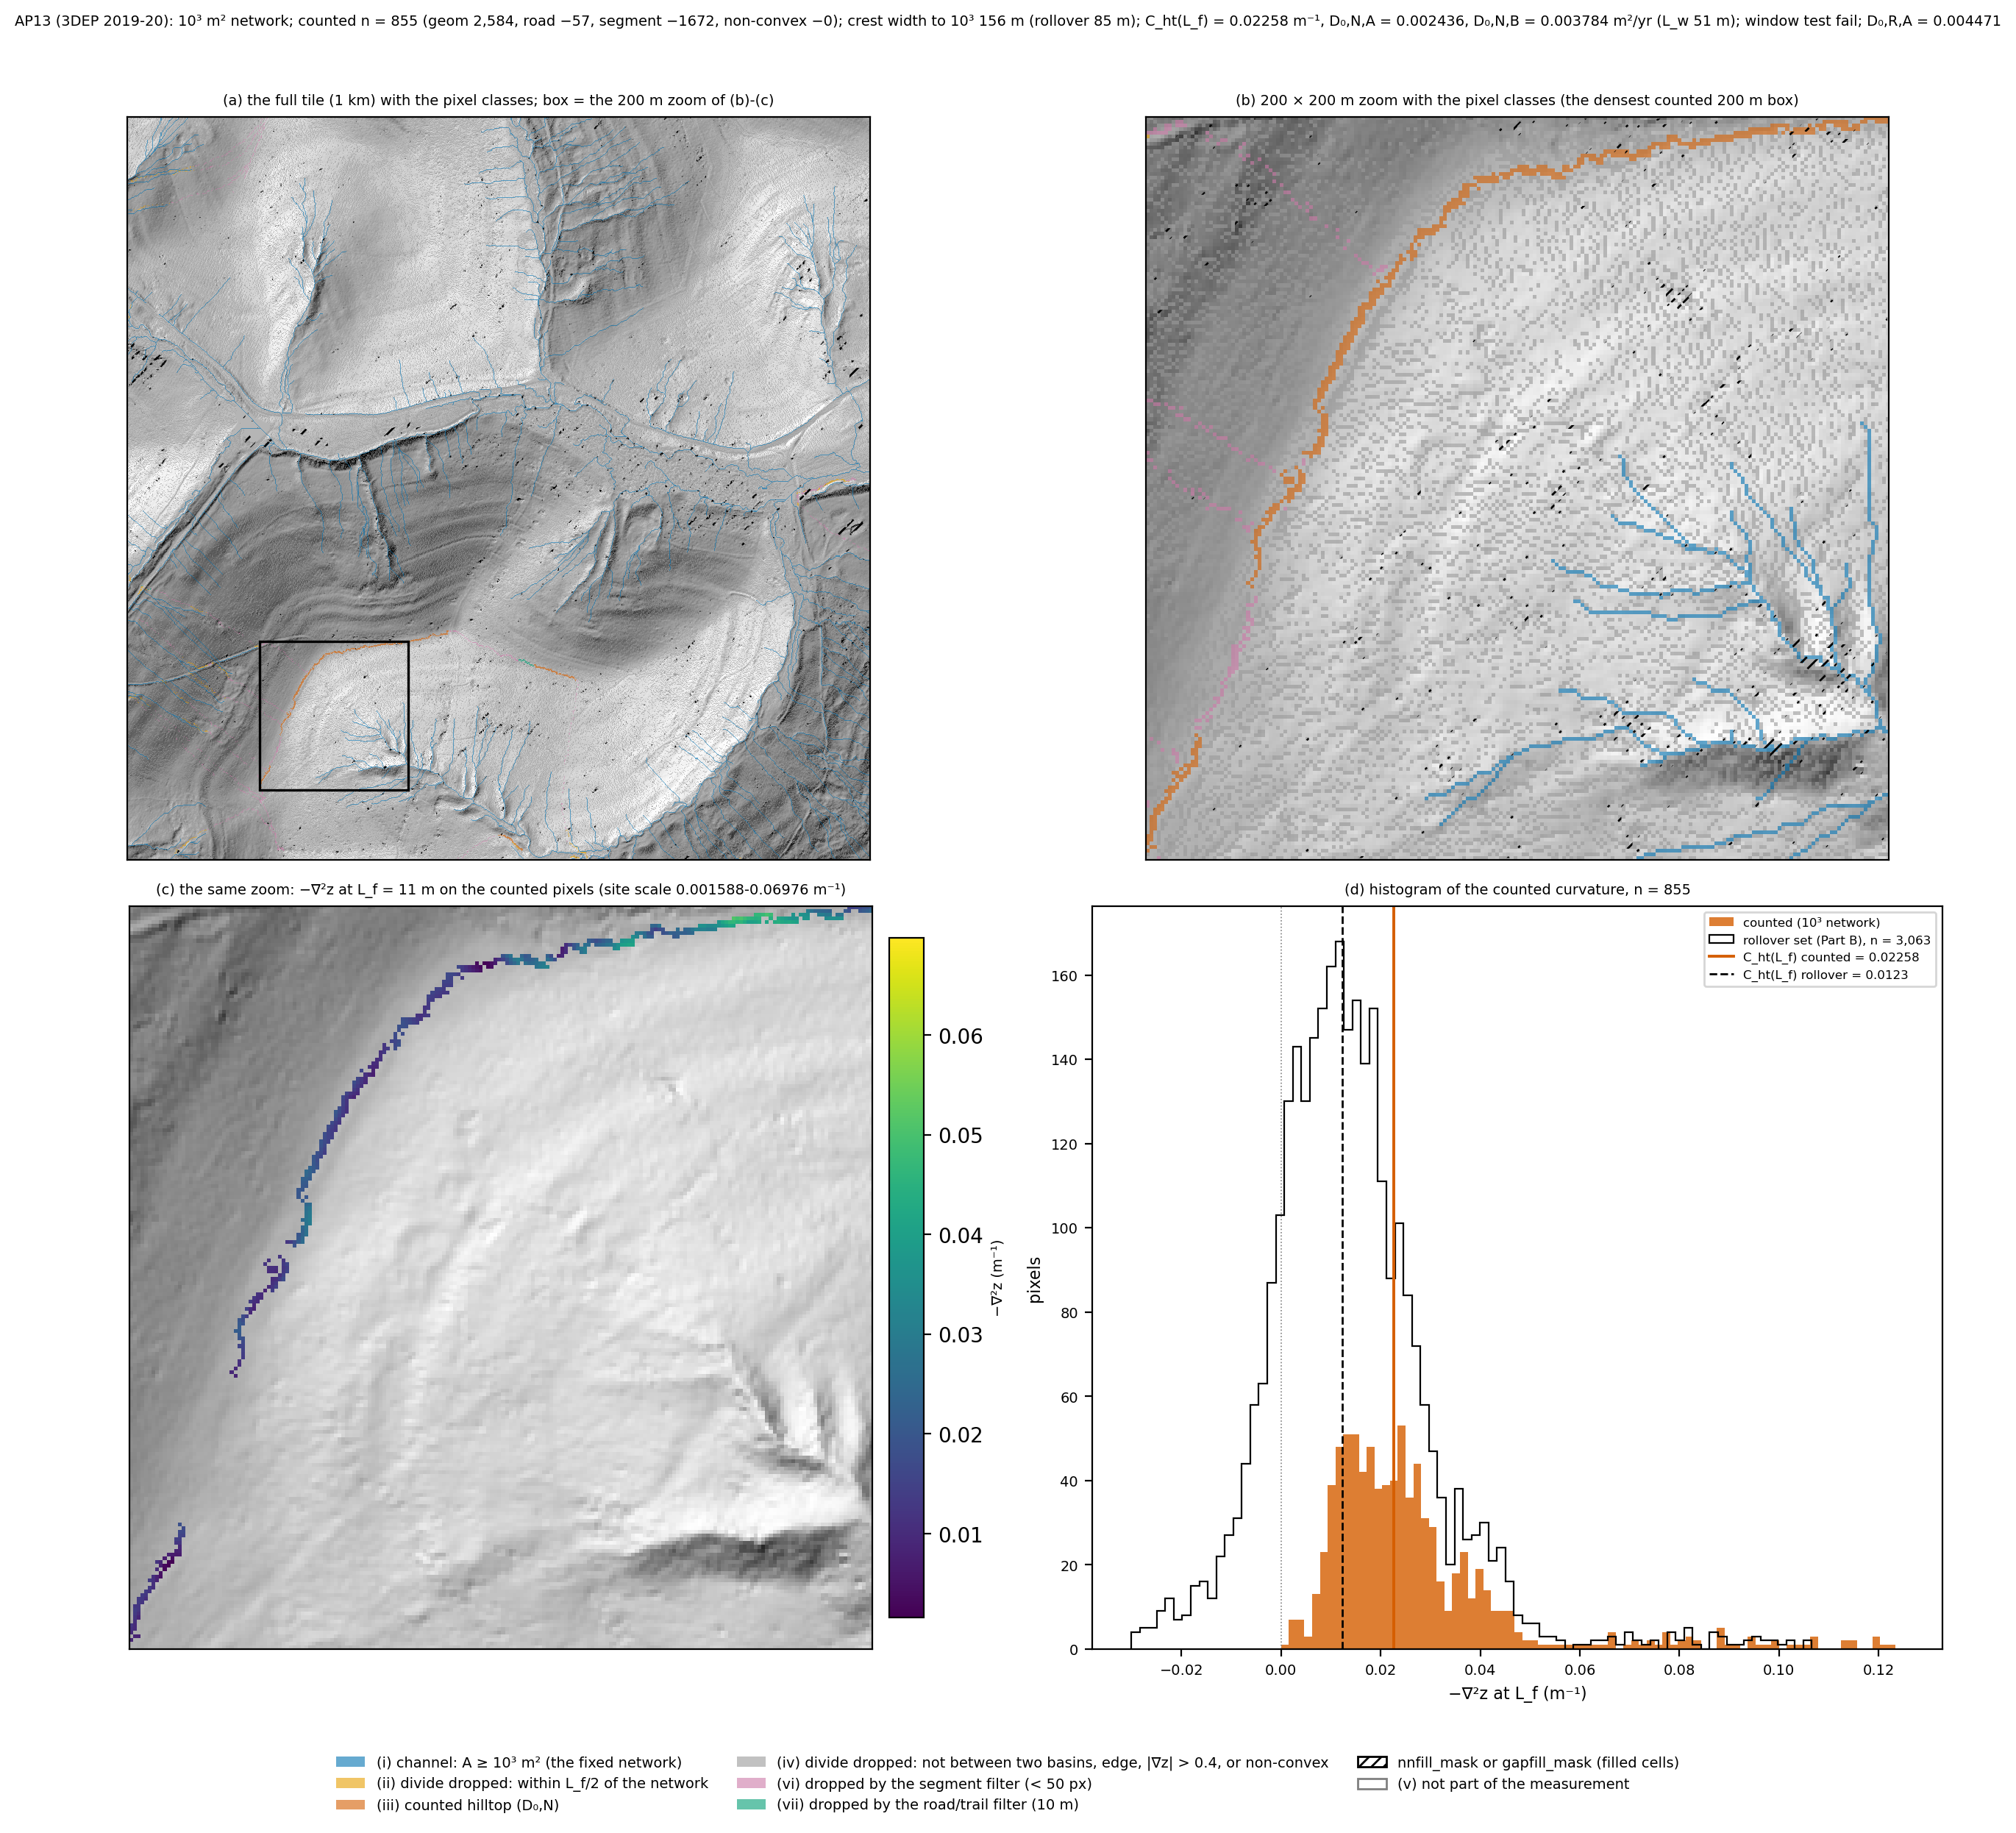 AP13 (3DEP 2019-20): 10³ m² network; counted n = 855 (geom 2,584, road −57, segment −1672, non-convex −0); crest width to 10³ 156 m (rollover 85 m); C_ht(L_f) = 0.02258 m⁻¹, D₀,N,A = 0.002436, D₀,N,B = 0.003784 m²/yr (L_w 51 m); window test fail; D₀,R,A = 0.004471
(a) the full tile (1 km) with the pixel classes; box = the 200 m zoom of (b)-(c)
(b) 200 × 200 m zoom with the pixel classes (the densest counted 200 m box)
(c) the same zoom: −∇²z at L_f = 11 m on the counted pixels (site scale 0.001588-0.06976 m⁻¹)
0.06
0.05
0.04
0.03
0.02
0.01
−∇²z (m⁻¹)
(d) histogram of the counted curvature, n = 855
counted (10³ network)
rollover set (Part B), n = 3,063
C_ht(L_f) counted = 0.02258
C_ht(L_f) rollover = 0.0123
pixels
160
140
120
100
80
60
40
20
0
−0.02
0.00
0.02
0.04
0.06
0.08
0.10
0.12
−∇²z at L_f (m⁻¹)
(i) channel: A ≥ 10³ m² (the fixed network)
(ii) divide dropped: within L_f/2 of the network
(iii) counted hilltop (D₀,N)
(iv) divide dropped: not between two basins, edge, |∇z| > 0.4, or non-convex
(vi) dropped by the segment filter (< 50 px)
(vii) dropped by the road/trail filter (10 m)
nnfill_mask or gapfill_mask (filled cells)
(v) not part of the measurement